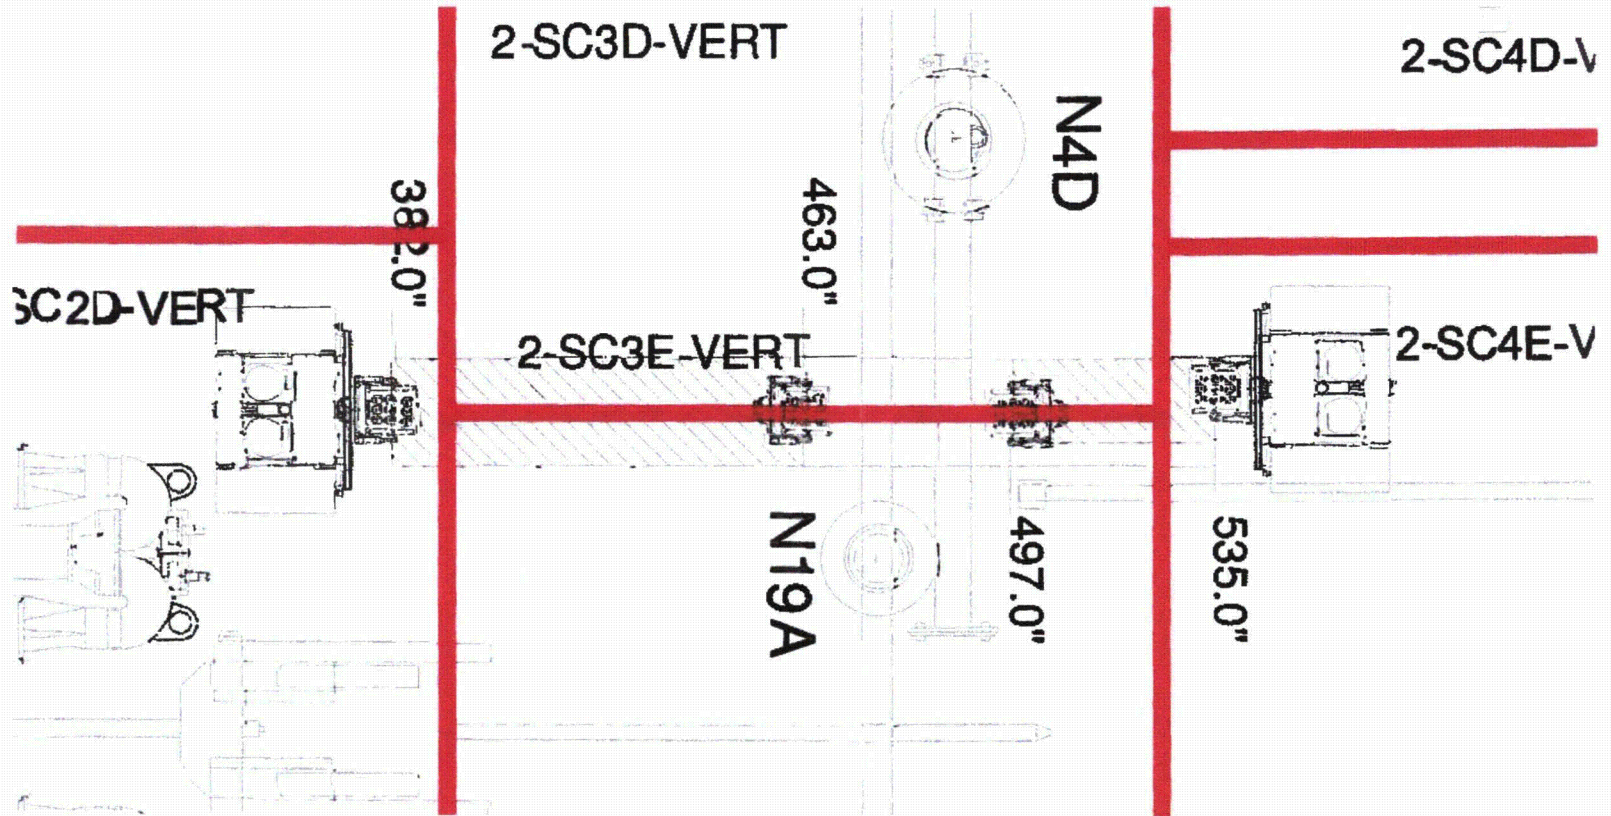 2-SC3D-VERT
2-SC4D-V
N4D
382.0"
463.0"
SC2D-VERT
2-SC3E-VERT
2-SC4E-V
N19A
497.0"
535.0"